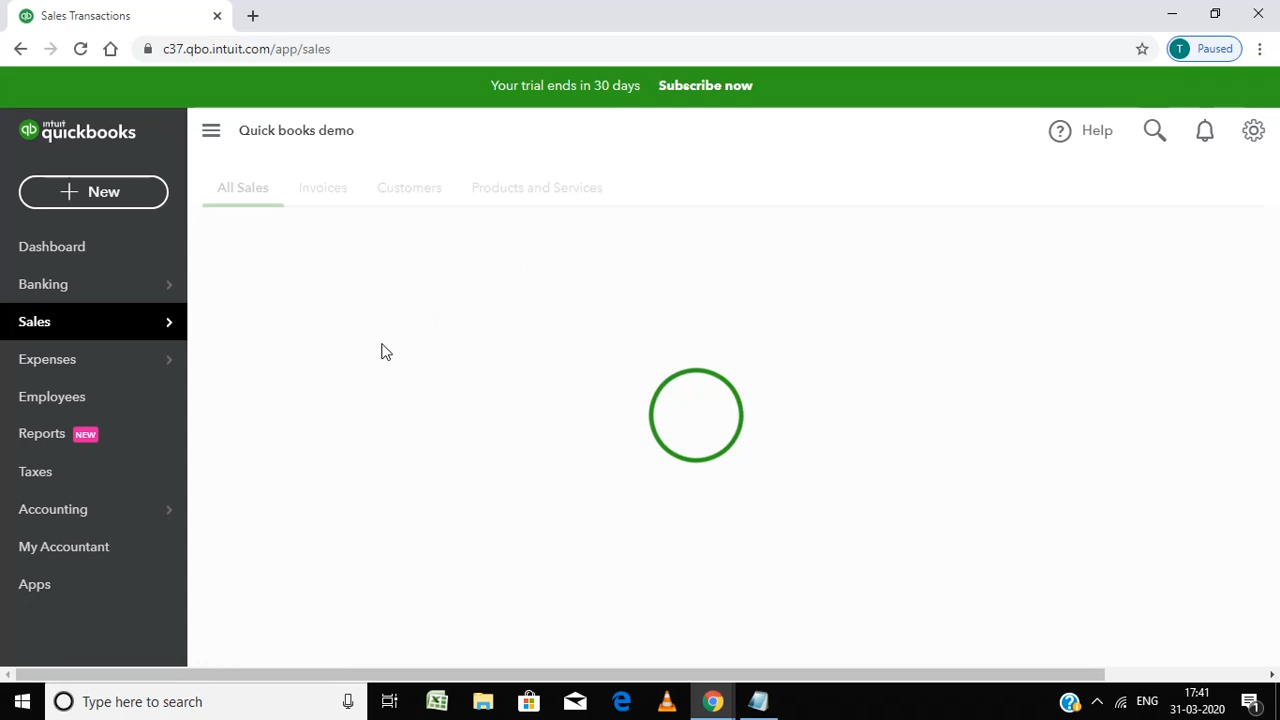 Sales Transactions
c37.qbo.intuit.com/app/sales
T Paused
Your trial ends in 30 days Subscribe now
qb intuit quickbooks
Quick books demo
Help
New
All Sales Invoices Customers Products and Services
Dashboard
Banking
Sales
Expenses
Employees
Reports NEW
Taxes
Accounting
My Accountant
Apps
Type here to search
ENG
17:41
31-03-2020
1